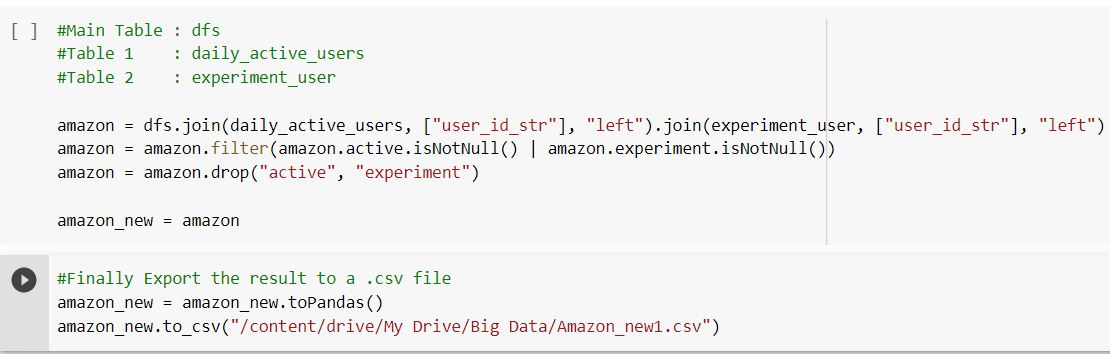 [ ] #Main Table : dfs
#Table 1    : daily_active_users
#Table 2    : experiment_user
amazon = dfs.join(daily_active_users, ["user_id_str"], "left").join(experiment_user, ["user_id_str"], "left")
amazon = amazon.filter(amazon.active.isNotNull() | amazon.experiment.isNotNull())
amazon = amazon.drop("active", "experiment")
amazon_new = amazon
#Finally Export the result to a .csv file
amazon_new = amazon_new.toPandas()
amazon_new.to_csv("/content/drive/My Drive/Big Data/Amazon_new1.csv")